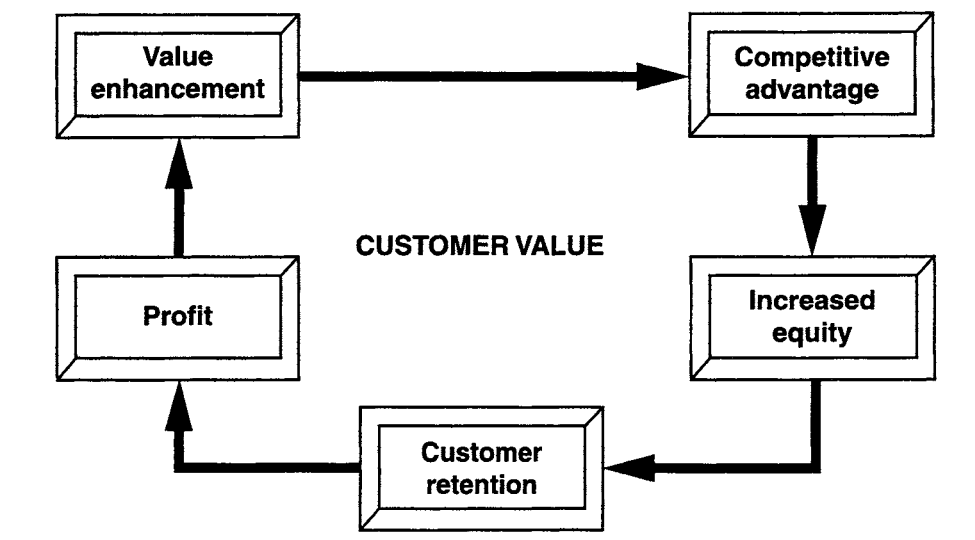 Value
enhancement
Competitive
advantage
CUSTOMER VALUE
Profit
Increased
equity
Customer
retention